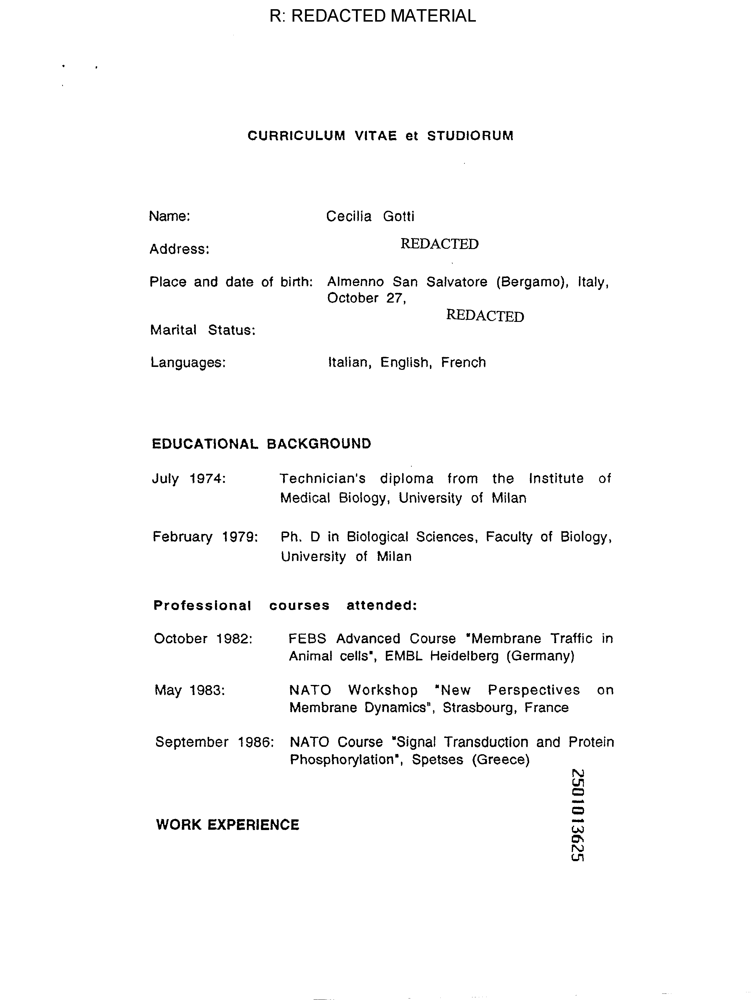 R: REDACTED MATERIAL
CURRICULUM VITAE et STUDIORUM
Name: Cecilia Gotti
Address: REDACTED
Place and date of birth: Almenno San Salvatore (Bergamo), Italy,
October 27,
REDACTED
Marital Status:
Languages: Italian, English, French
EDUCATIONAL BACKGROUND
July 1974: Technician's diploma from the Institute of
Medical Biology, University of Milan
February 1979: Ph. D in Biological Sciences, Faculty of Biology,
University of Milan
Professional courses attended:
October 1982: FEBS Advanced Course "Membrane Traffic in
Animal cells", EMBL Heidelberg (Germany)
May 1983: NATO Workshop "New Perspectives on
Membrane Dynamics", Strasbourg, France
September 1986: NATO Course "Signal Transduction and Protein
Phosphorylation", Spetses (Greece)
WORK EXPERIENCE
2501013625